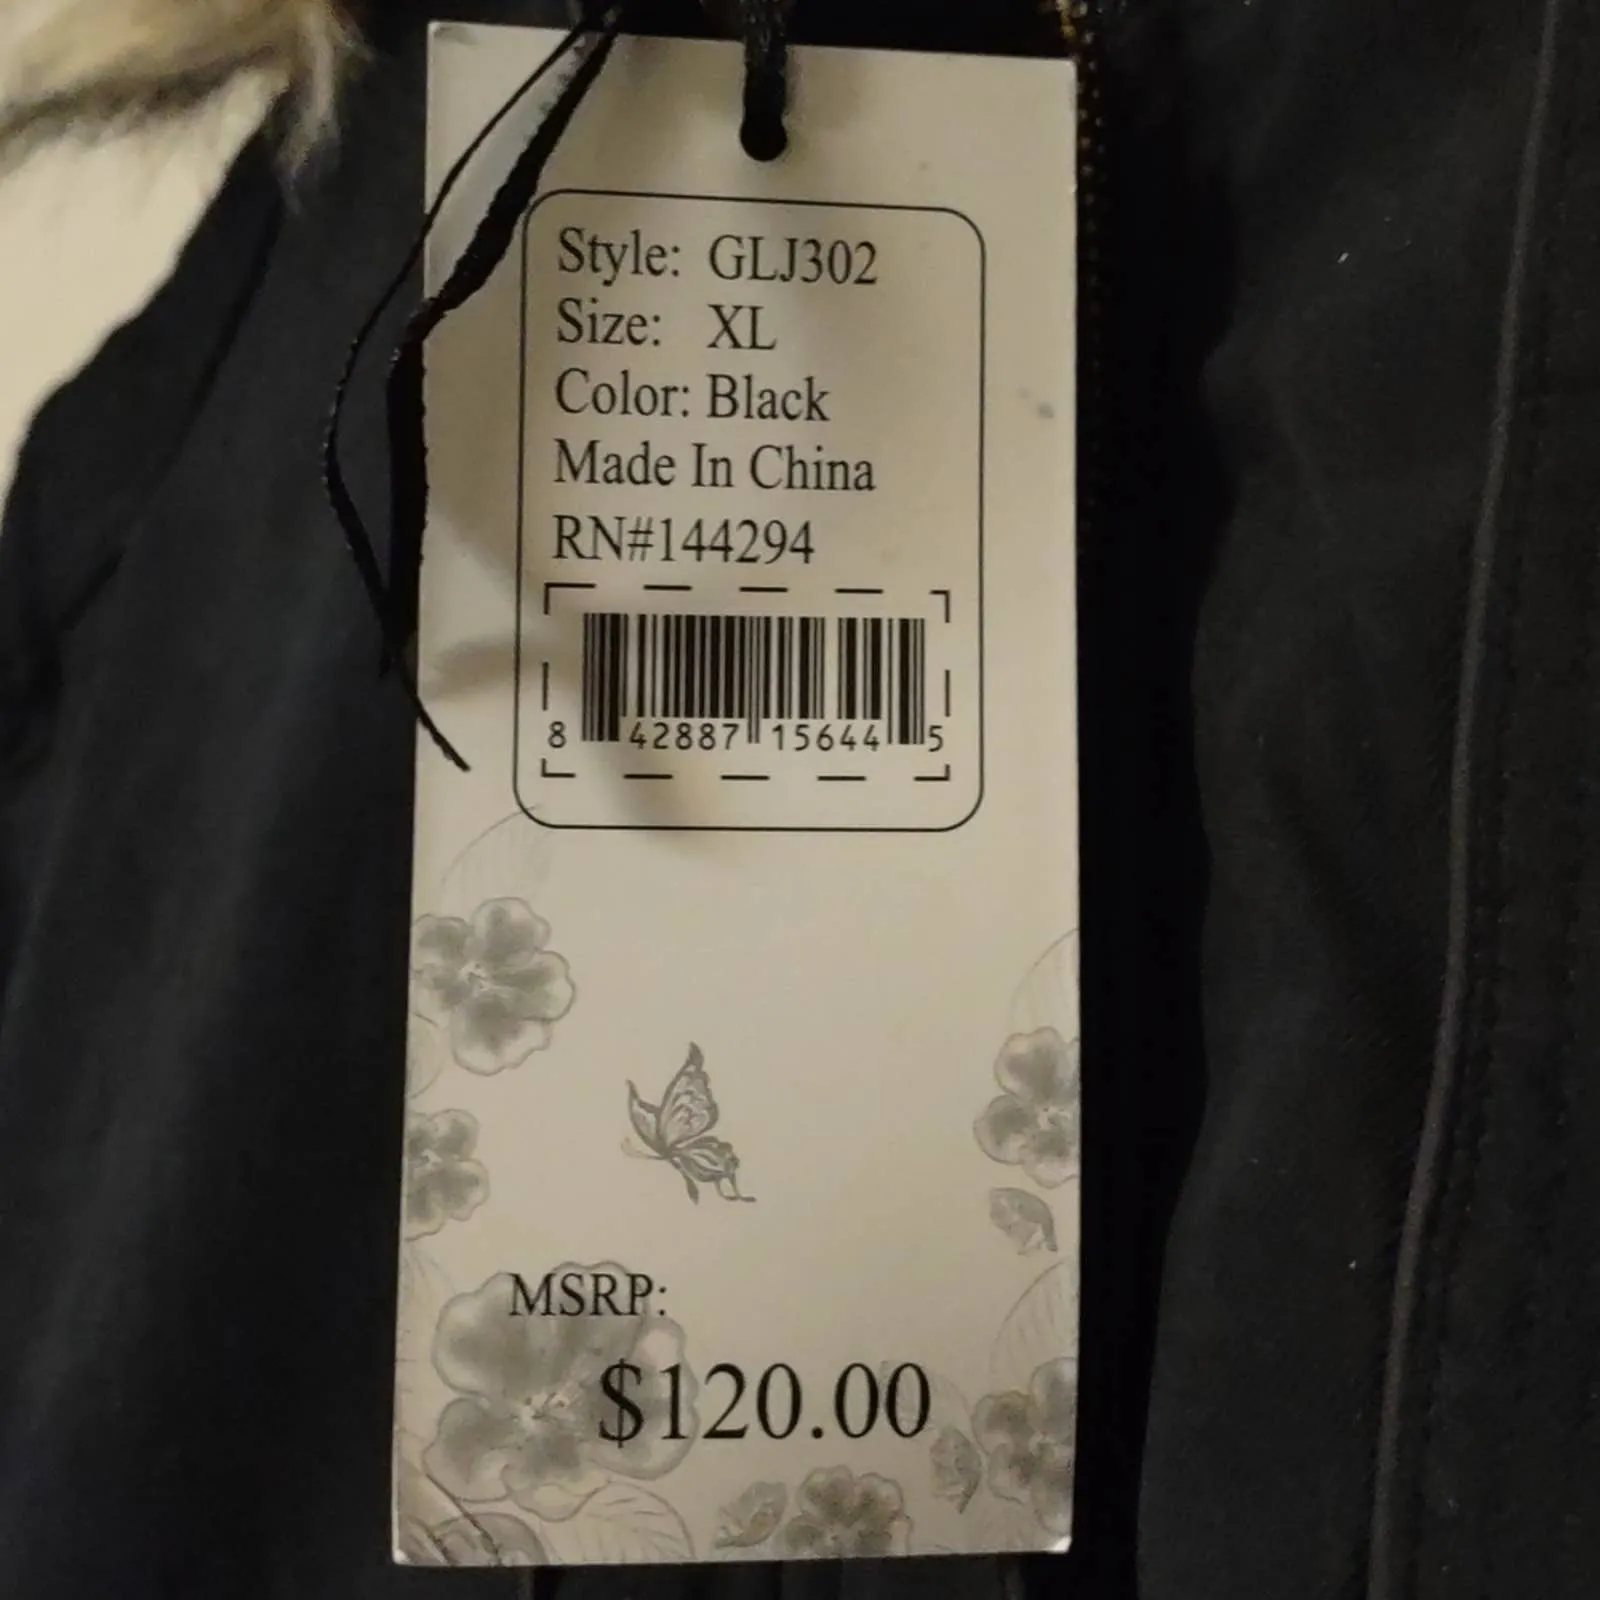 Style: GLJ302
Size: XL
Color: Black
Made In China
RN#144294
8 42887 15644 5
MSRP:
$120.00